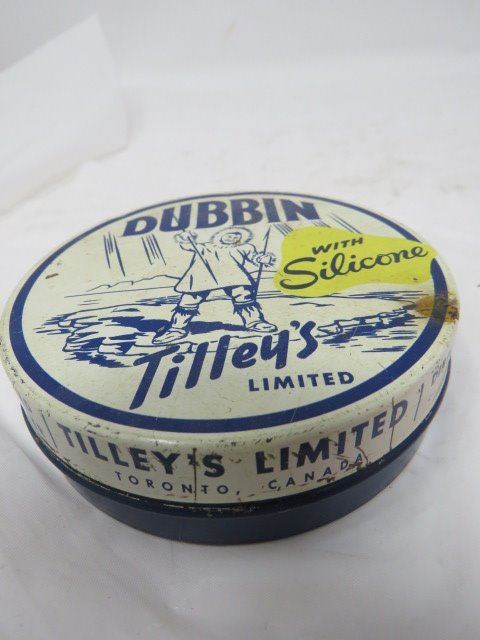 DUBBIN
WITH
Silicone
Tilley's
LIMITED
TILLEY'S LIMITED
TORONTO, CANADA